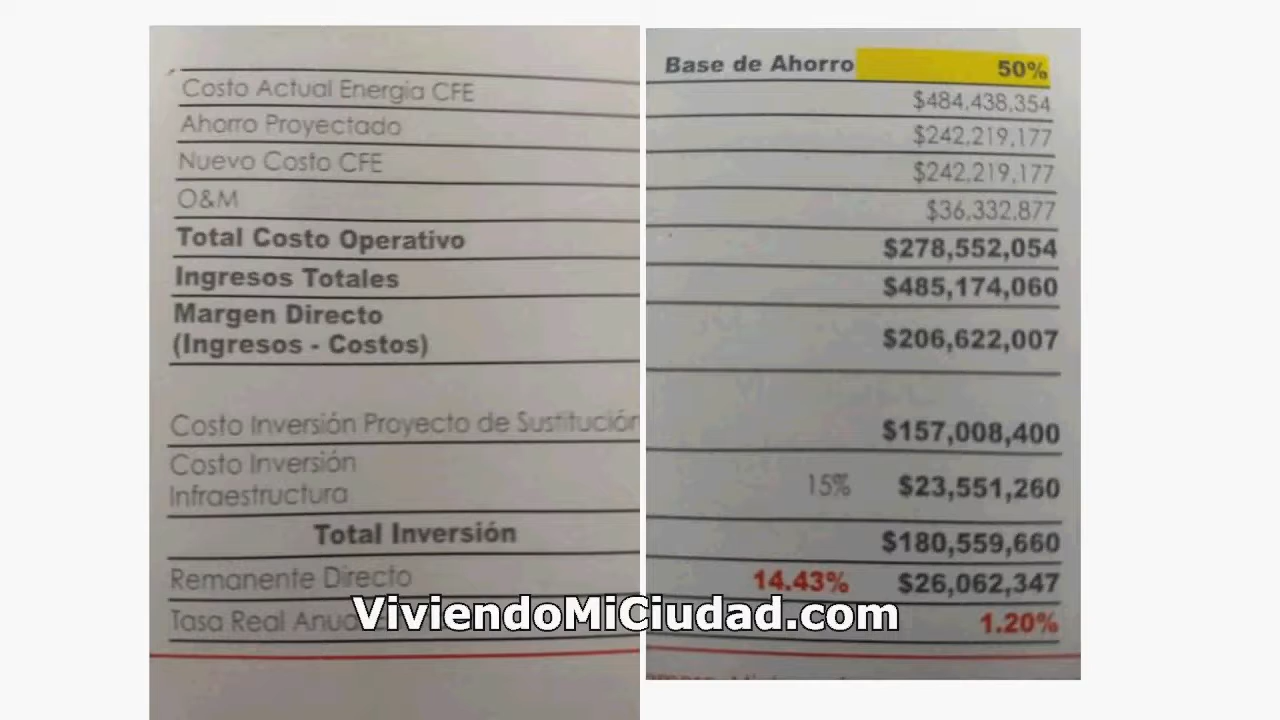 Base de Ahorro 50%
Costo Actual Energia CFE $484,438,354
Ahorro Proyectado $242,219,177
Nuevo Costo CFE $242,219,177
O&M $36,332,877
Total Costo Operativo $278,552,054
Ingresos Totales $485,174,060
Margen Directo
(Ingresos - Costos) $206,622,007
Costo Inversión Proyecto de Sustitución $157,008,400
Costo Inversión
Infraestructura 15% $23,551,260
Total Inversión $180,559,660
Remanente Directo 14.43% $26,062,347
Tasa Real 1.20%
ViviendoMiCiudad.com